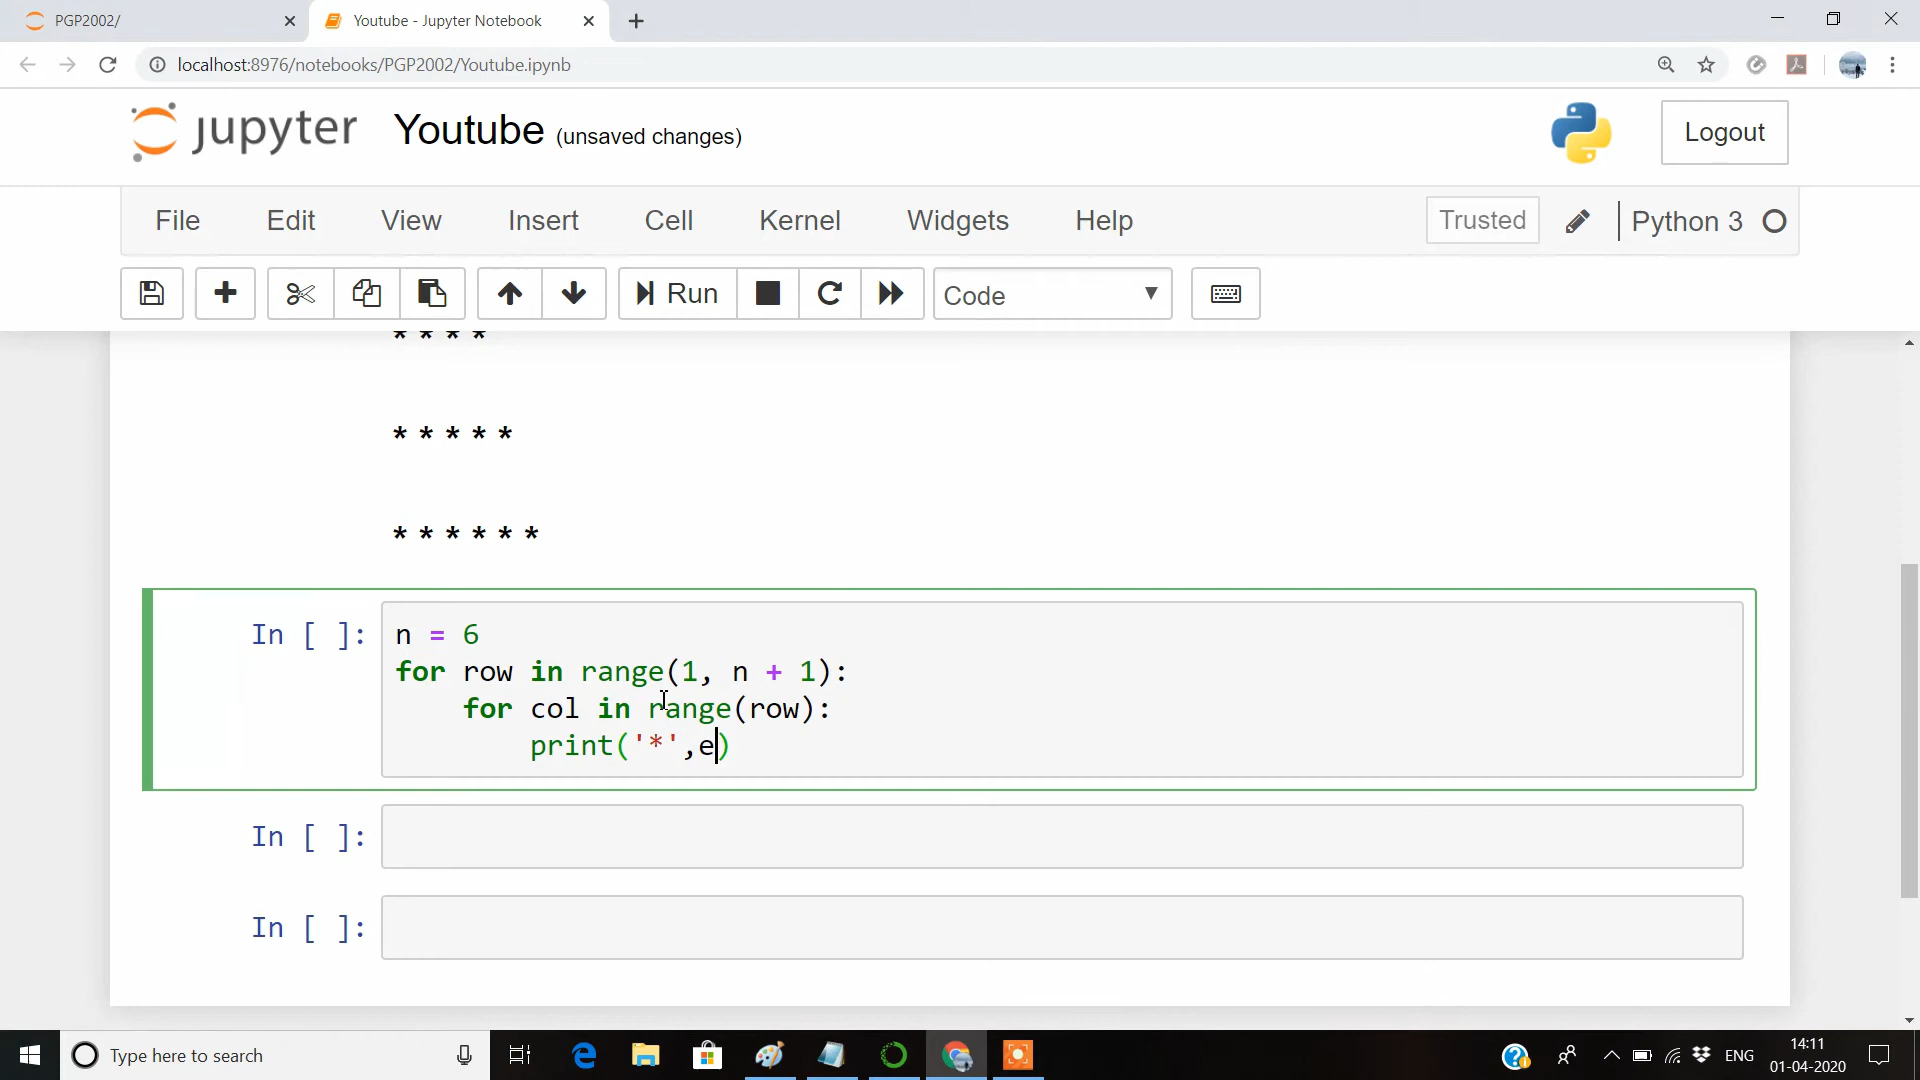 PGP2002/
Youtube - Jupyter Notebook
localhost:8976/notebooks/PGP2002/Youtube.ipynb
jupyter Youtube (unsaved changes)
Logout
File Edit View Insert Cell Kernel Widgets Help Trusted Python 3
Run Code
* * * *
* * * * *
* * * * * *
In [ ]: n = 6
for row in range(1, n + 1):
for col in range(row):
print('*',e)
In [ ]:
In [ ]:
Type here to search
ENG
14:11
01-04-2020